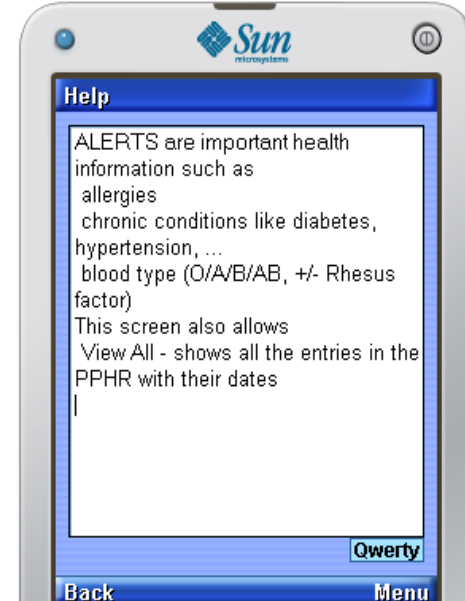 Sun
microsystems
Help
ALERTS are important health
information such as
allergies
chronic conditions like diabetes,
hypertension, ...
blood type (O/A/B/AB, +/- Rhesus
factor)
This screen also allows
View All - shows all the entries in the
PPHR with their dates
Qwerty
Back Menu